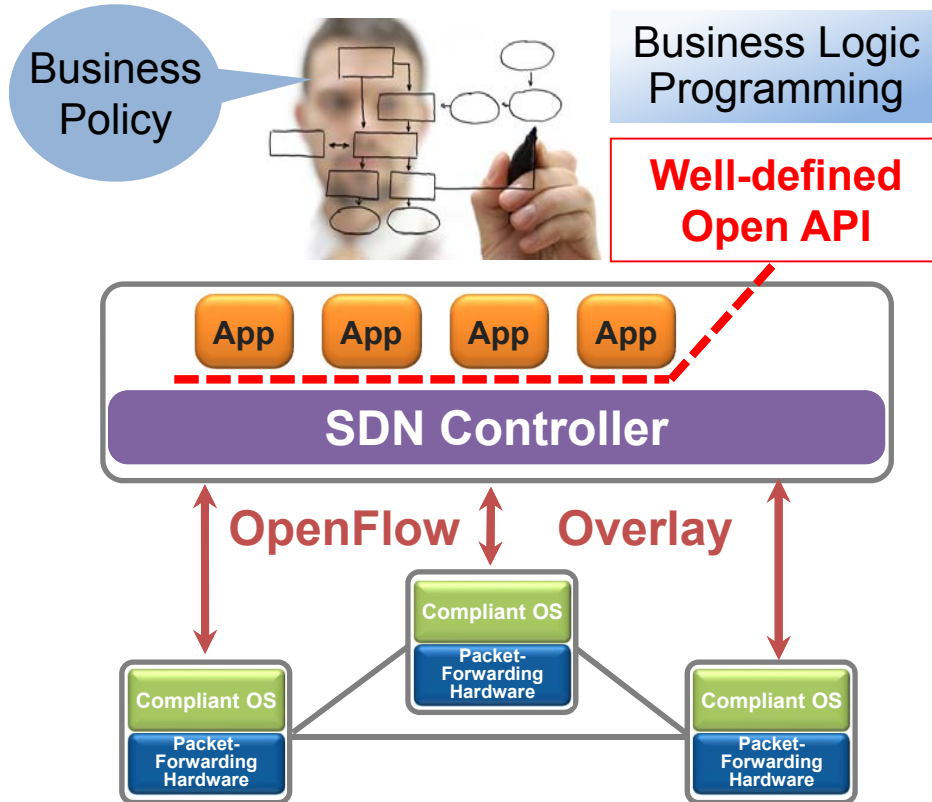 Business
Policy
Business Logic
Programming
Well-defined
Open API
App
App
App
App
SDN Controller
OpenFlow
Overlay
Compliant OS
Packet-
Forwarding
Hardware
Compliant OS
Packet-
Forwarding
Hardware
Compliant OS
Packet-
Forwarding
Hardware